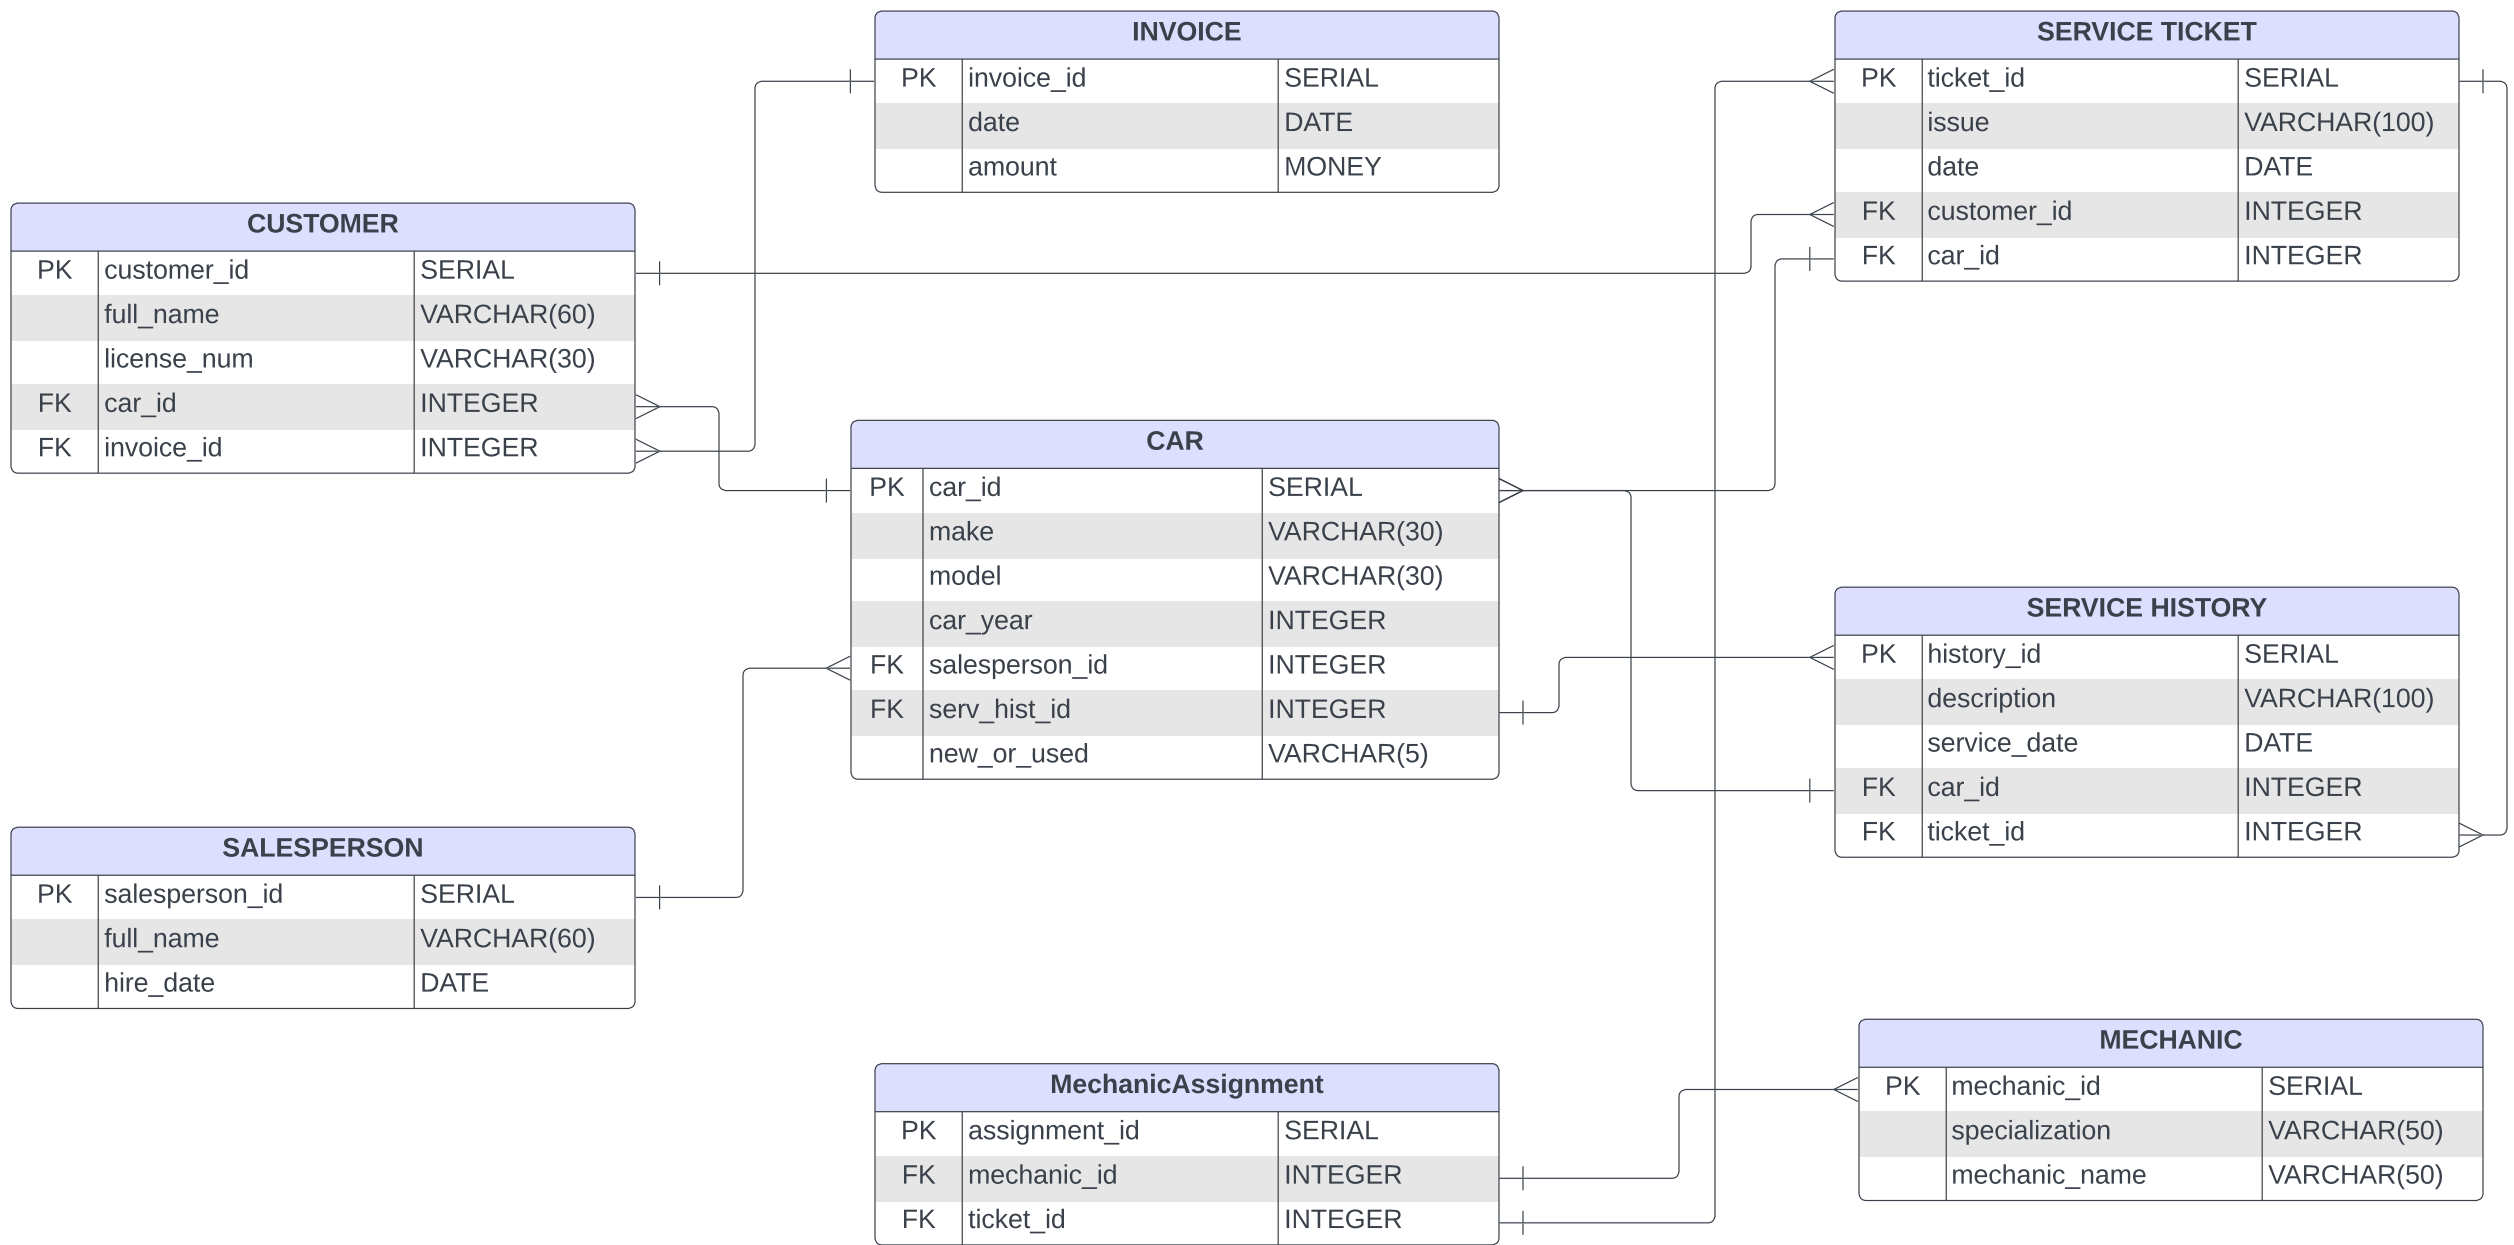 INVOICE
PK invoice_id SERIAL
date DATE
amount MONEY
SERVICE TICKET
PK ticket_id SERIAL
issue VARCHAR(100)
date DATE
FK customer_id INTEGER
FK car_id INTEGER
CUSTOMER
PK customer_id SERIAL
full_name VARCHAR(60)
license_num VARCHAR(30)
FK car_id INTEGER
FK invoice_id INTEGER
CAR
PK car_id SERIAL
make VARCHAR(30)
model VARCHAR(30)
car_year INTEGER
FK salesperson_id INTEGER
FK serv_hist_id INTEGER
new_or_used VARCHAR(5)
SERVICE HISTORY
PK history_id SERIAL
description VARCHAR(100)
service_date DATE
FK car_id INTEGER
FK ticket_id INTEGER
SALESPERSON
PK salesperson_id SERIAL
full_name VARCHAR(60)
hire_date DATE
MechanicAssignment
PK assignment_id SERIAL
FK mechanic_id INTEGER
FK ticket_id INTEGER
MECHANIC
PK mechanic_id SERIAL
specialization VARCHAR(50)
mechanic_name VARCHAR(50)